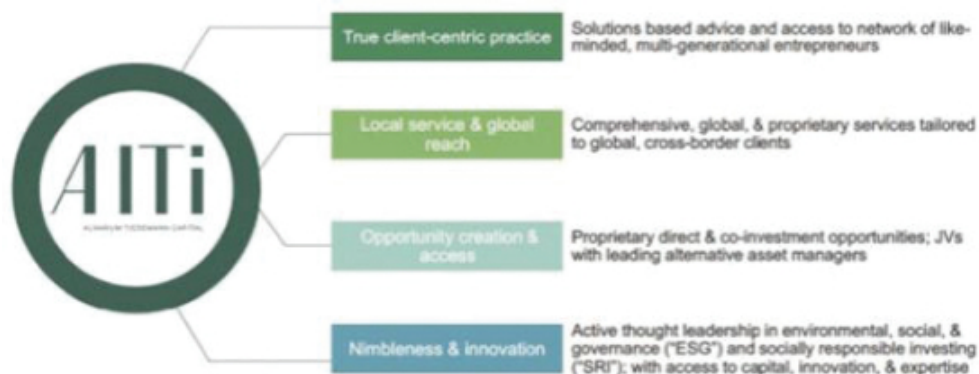 AlTi
ALVARIUM TIEDEMANN CAPITAL
True client-centric practice
Solutions based advice and access to network of like-
minded, multi-generational entrepreneurs
Local service & global
reach
Comprehensive, global, & proprietary services tailored
to global, cross-border clients
Opportunity creation &
access
Proprietary direct & co-investment opportunities; JVs
with leading alternative asset managers
Nimbleness & innovation
Active thought leadership in environmental, social, &
governance ("ESG") and socially responsible investing
("SRI"); with access to capital, innovation, & expertise